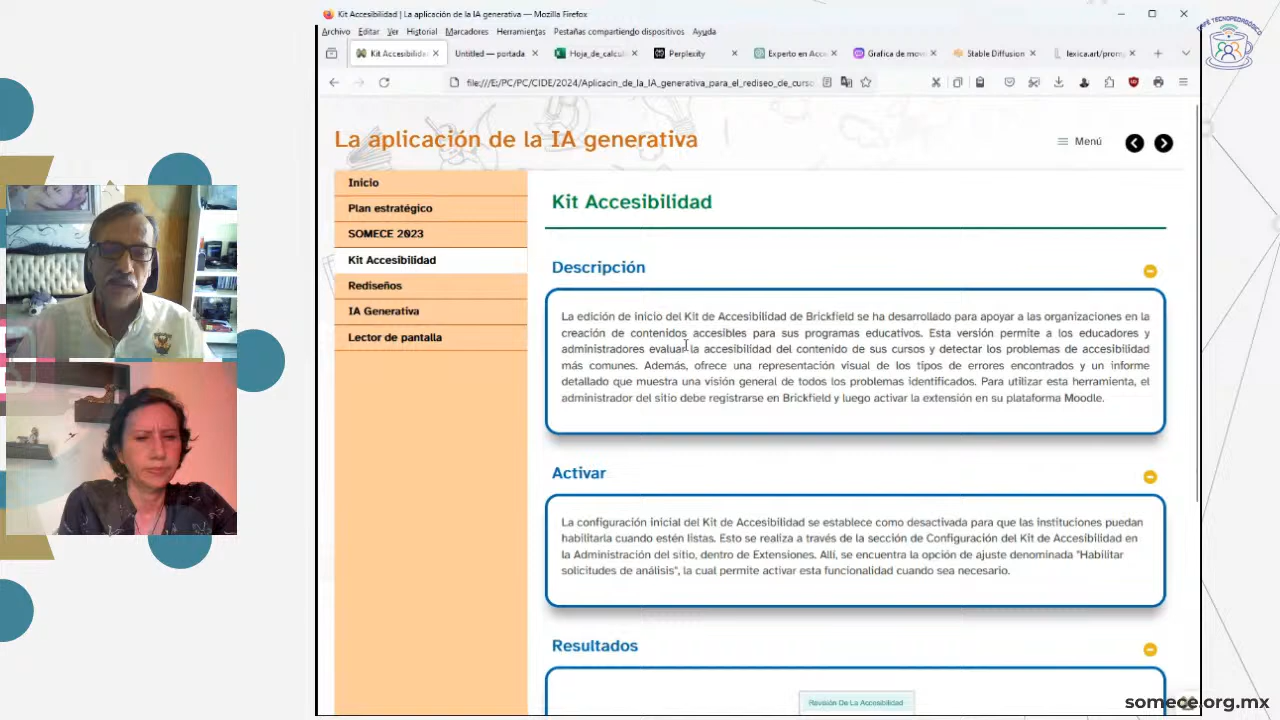 Kit Accesibilidad | La aplicación de la IA generativa — Mozilla Firefox
Archivo Editar Ver Historial Marcadores Herramientas Pestañas compartiendo dispositivos Ayuda
Kit Accesibilida
Untitled — portada
Hoja_de_calcul
Perplexity
Experto en Acc
Grafica de mov
Stable Diffusion
lexica.art/prom
CAFÉ TECNOPEDAGÓGICO
file:///E:/PC/PC/CIDE/2024/Aplicacin_de_la_IA_generativa_para_el_rediseo_de_curso
La aplicación de la IA generativa
Menú
Inicio
Plan estratégico
SOMECE 2023
Kit Accesibilidad
Rediseños
IA Generativa
Lector de pantalla
Kit Accesibilidad
Descripción
La edición de inicio del Kit de Accesibilidad de Brickfield se ha desarrollado para apoyar a las organizaciones en la
creación de contenidos accesibles para sus programas educativos. Esta versión permite a los educadores y
administradores evaluar la accesibilidad del contenido de sus cursos y detectar los problemas de accesibilidad
más comunes. Además, ofrece una representación visual de los tipos de errores encontrados y un informe
detallado que muestra una visión general de todos los problemas identificados. Para utilizar esta herramienta, el
administrador del sitio debe registrarse en Brickfield y luego activar la extensión en su plataforma Moodle.
Activar
La configuración inicial del Kit de Accesibilidad se establece como desactivada para que las instituciones puedan
habilitarla cuando estén listas. Esto se realiza a través de la sección de Configuración del Kit de Accesibilidad en
la Administración del sitio, dentro de Extensiones. Allí, se encuentra la opción de ajuste denominada "Habilitar
solicitudes de análisis", la cual permite activar esta funcionalidad cuando sea necesario.
Resultados
Revisión De La Accesibilidad
somece.org.mx